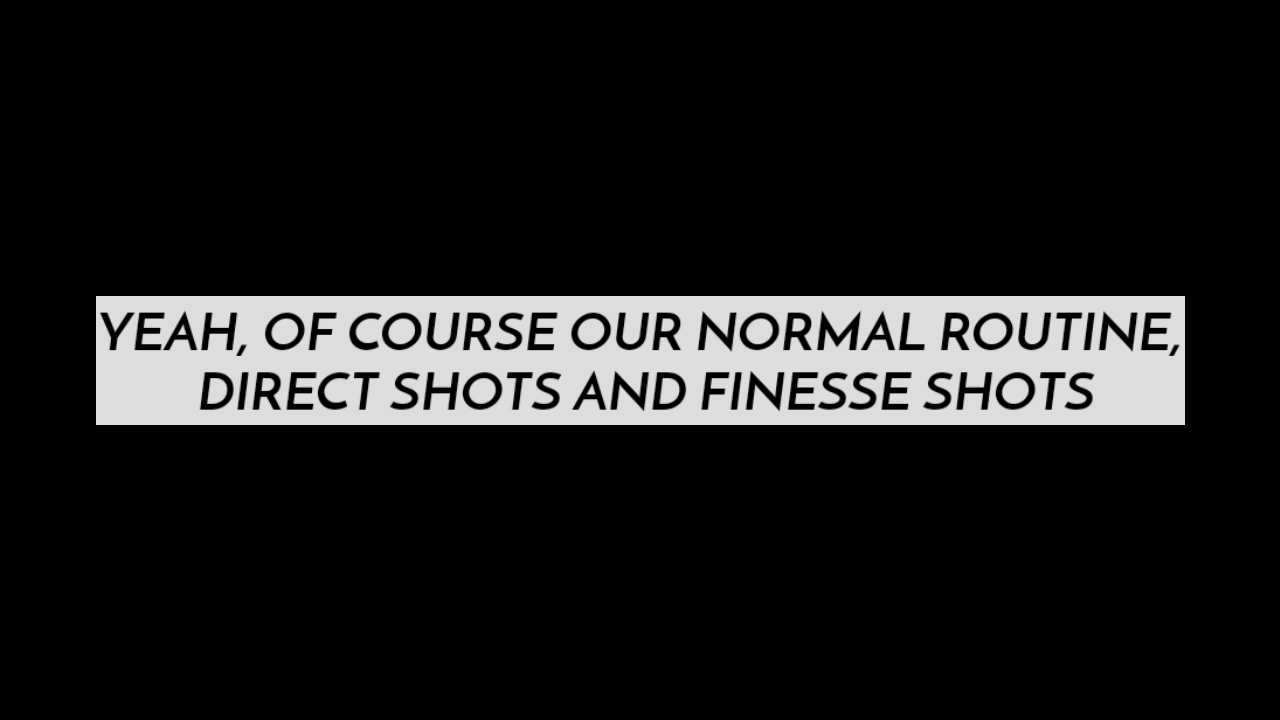 YEAH, OF COURSE OUR NORMAL ROUTINE,
DIRECT SHOTS AND FINESSE SHOTS